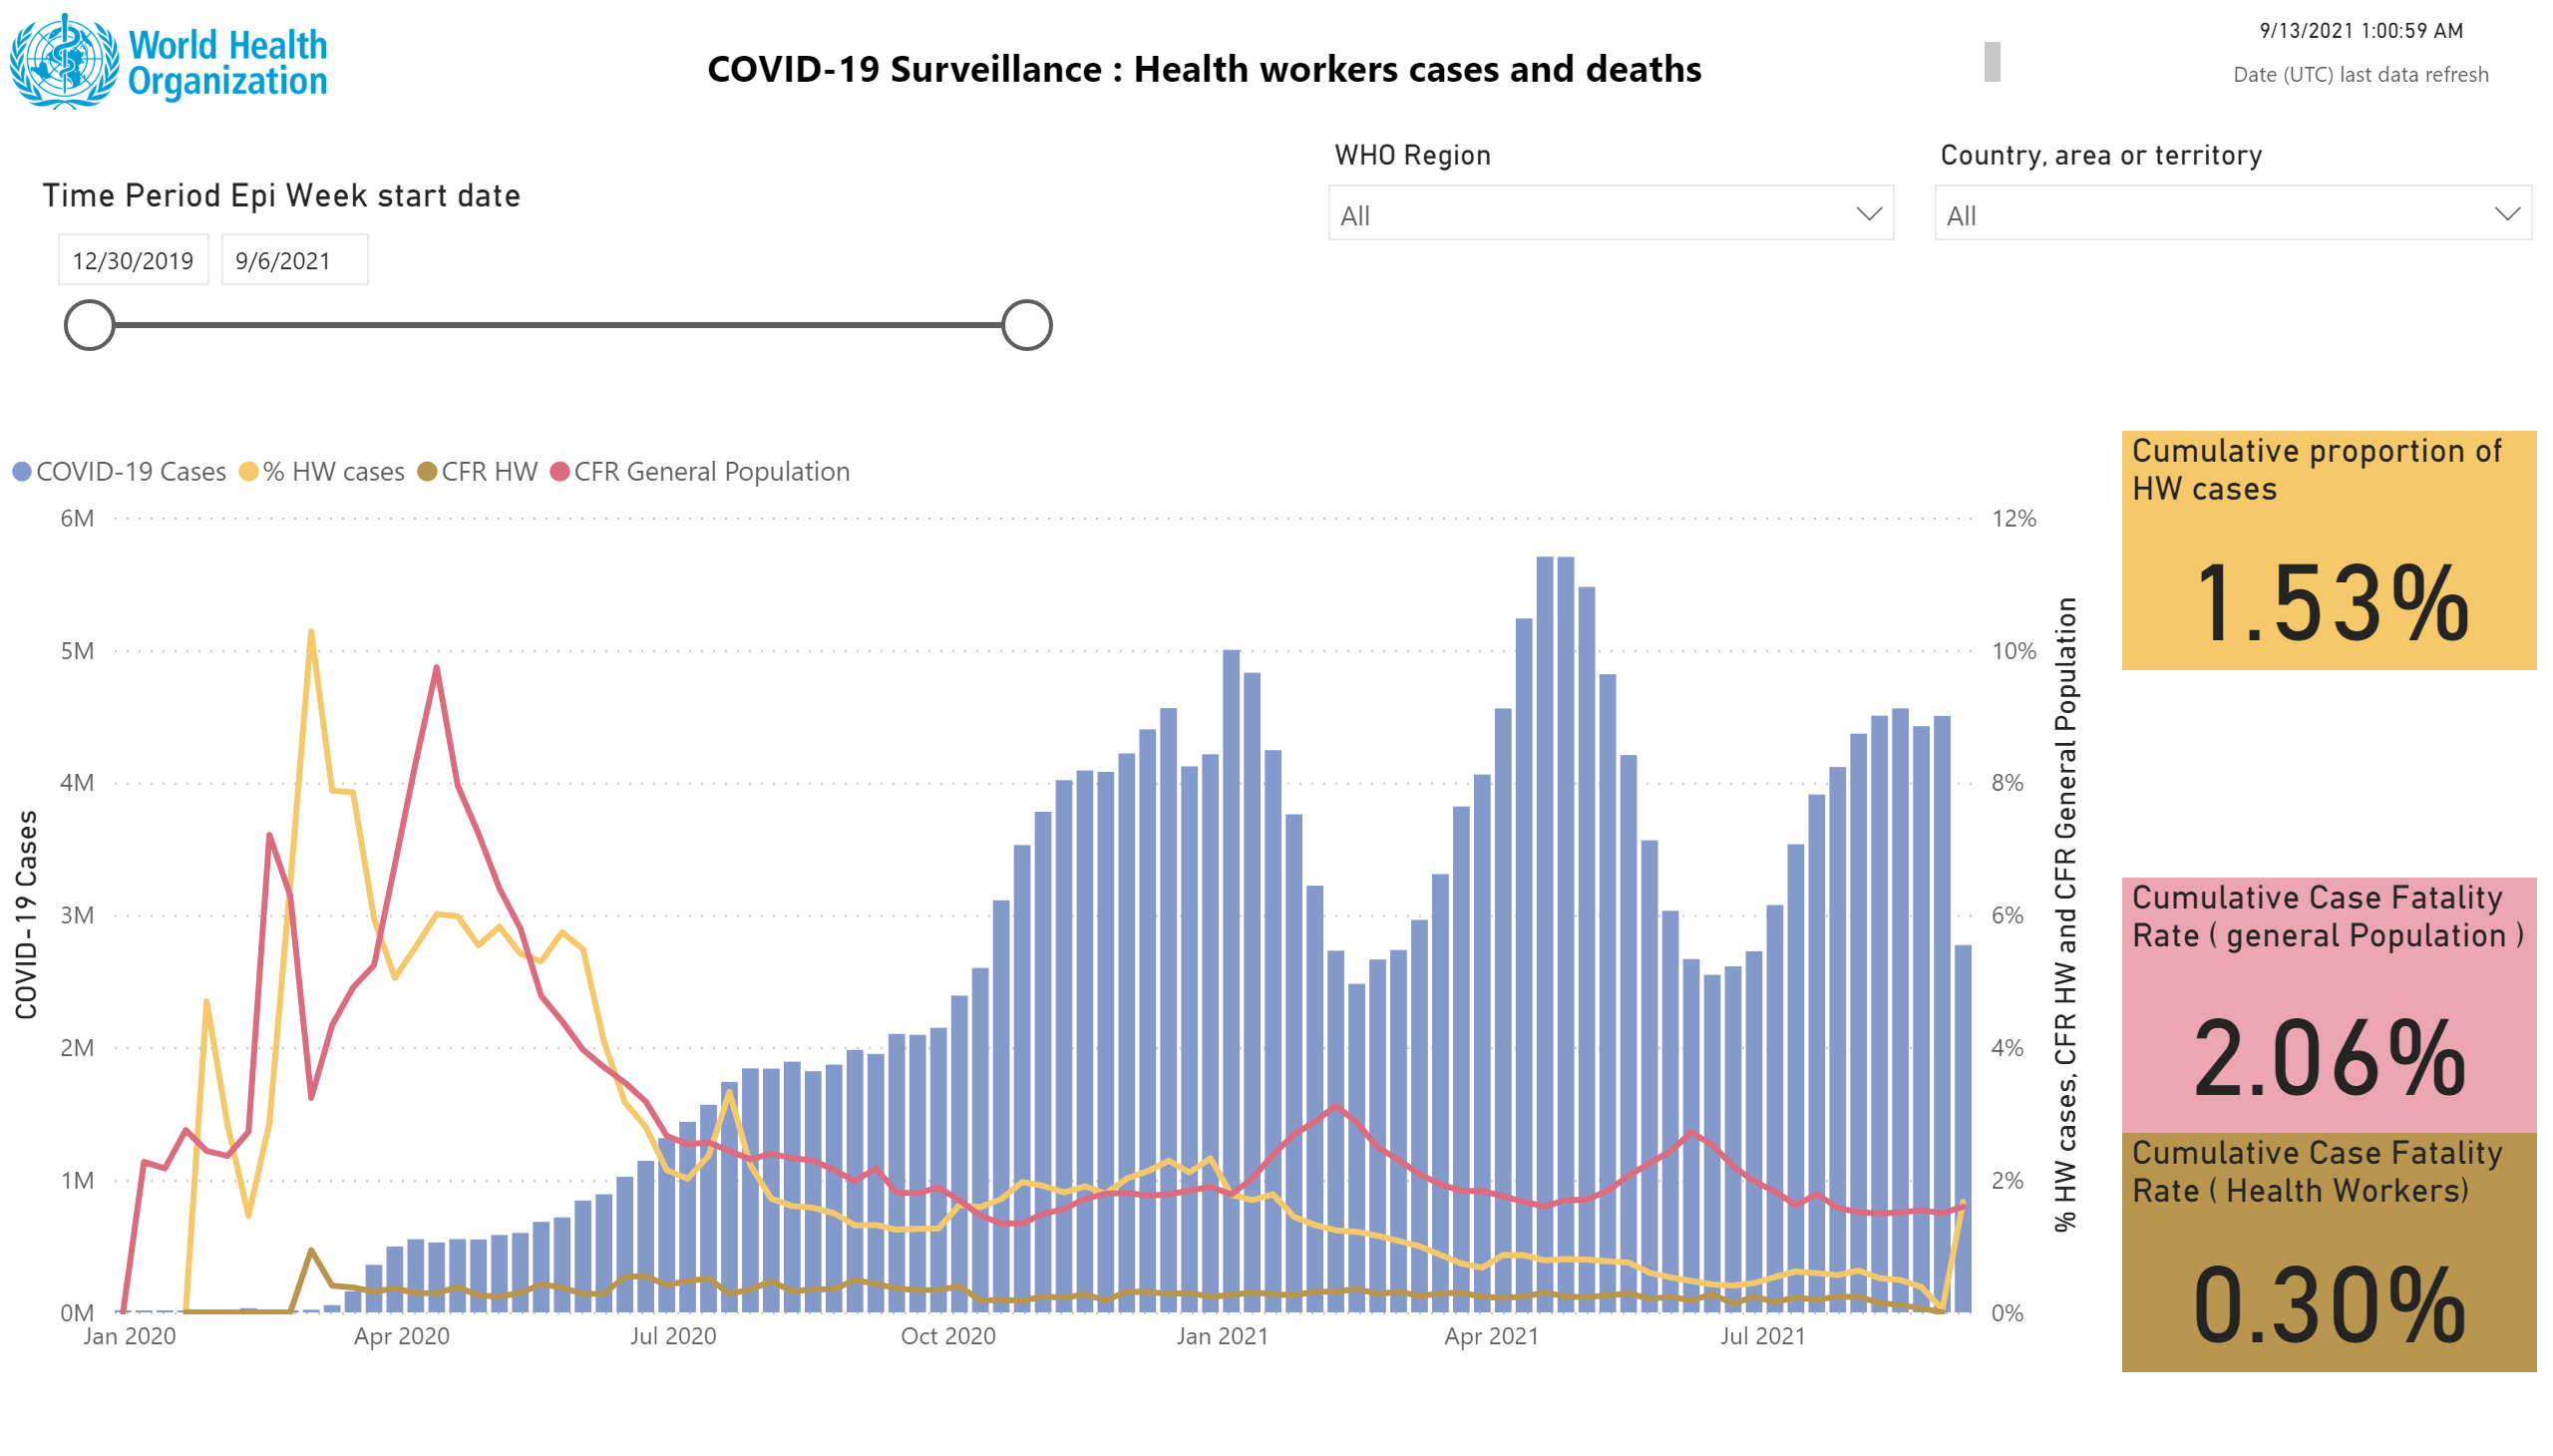 World Health
Organization
COVID-19 Surveillance : Health workers cases and deaths
9/13/2021 1:00:59 AM
Date (UTC) last data refresh
WHO Region
Country, area or territory
All
All
Time Period Epi Week start date
12/30/2019
9/6/2021
COVID-19 Cases
% HW cases
CFR HW
CFR General Population
6M
5M
4M
3M
2M
1M
0M
COVID-19 Cases
12%
10%
8%
6%
4%
2%
0%
% HW cases, CFR HW and CFR General Population
Jan 2020
Apr 2020
Jul 2020
Oct 2020
Jan 2021
Apr 2021
Jul 2021
Cumulative proportion of
HW cases
1.53%
Cumulative Case Fatality
Rate ( general Population )
2.06%
Cumulative Case Fatality
Rate ( Health Workers)
0.30%